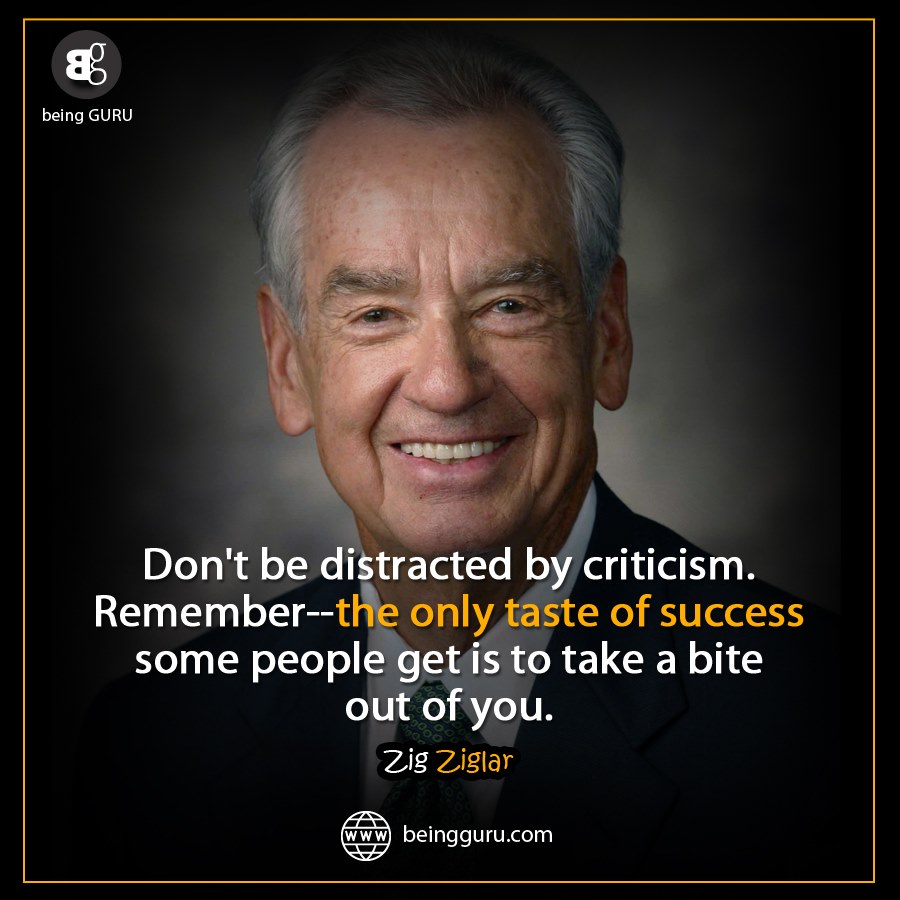 Bg
being GURU
Don't be distracted by criticism.
Remember--the only taste of success
some people get is to take a bite
out of you.
Zig Ziglar
www beingguru.com